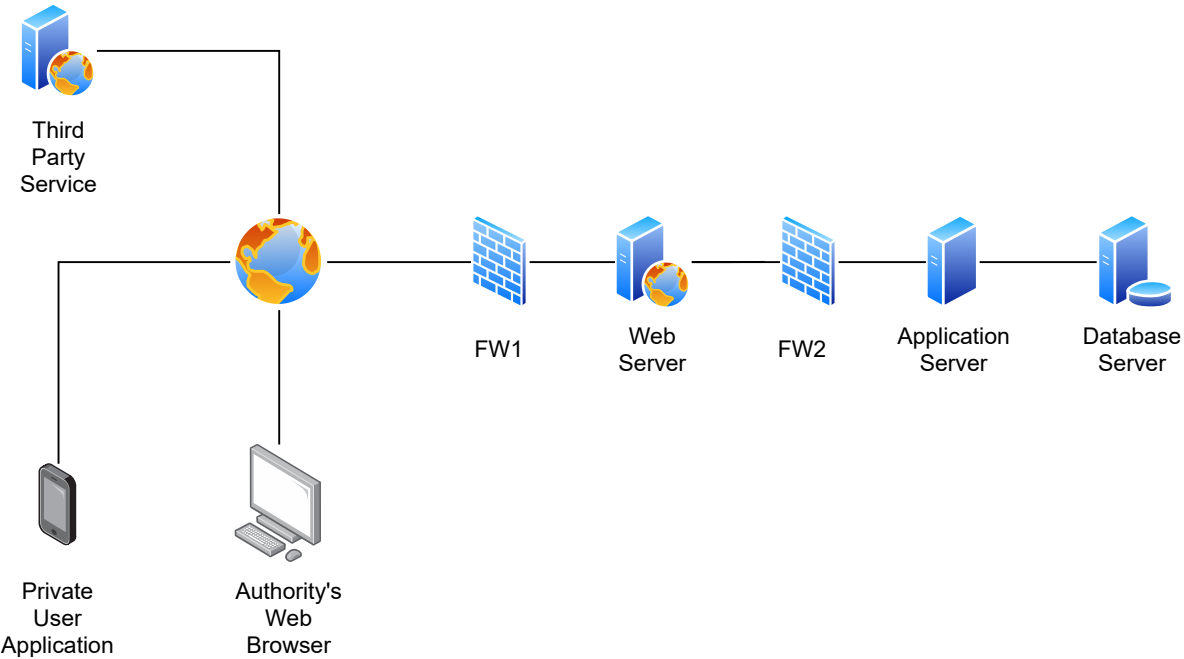 Third
Party
Service
FW1
Web
Server
FW2
Application
Server
Database
Server
Private
User
Application
Authority's
Web
Browser